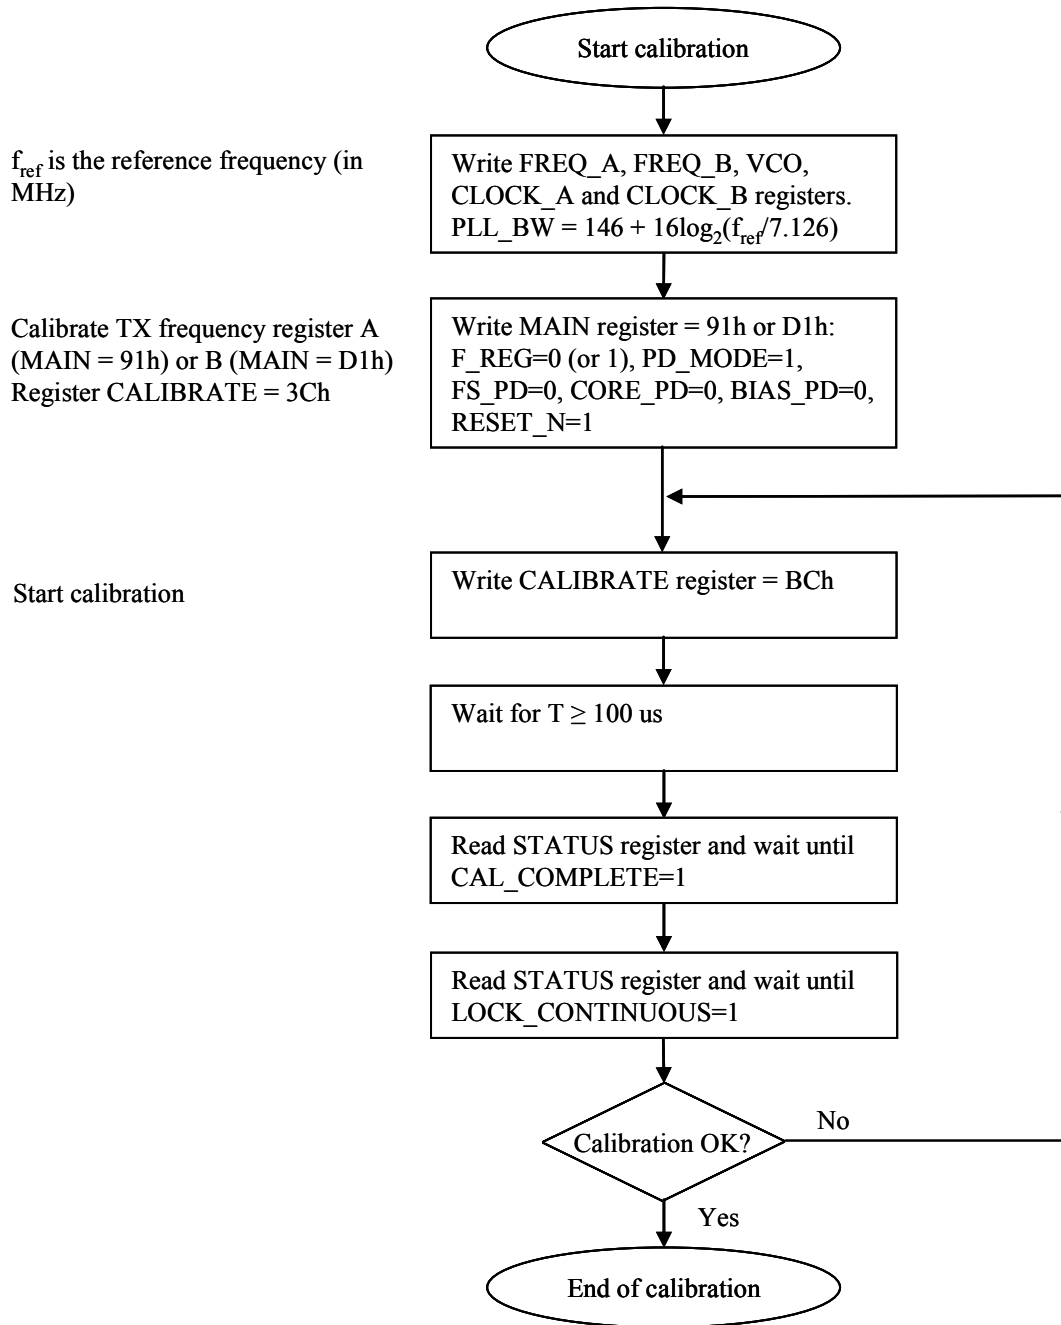 Start calibration
f_ref is the reference frequency (in
MHz)
Write FREQ_A, FREQ_B, VCO,
CLOCK_A and CLOCK_B registers.
PLL_BW = 146 + 16log₂(f_ref/7.126)
Calibrate TX frequency register A
(MAIN = 91h) or B (MAIN = D1h)
Register CALIBRATE = 3Ch
Write MAIN register = 91h or D1h:
F_REG=0 (or 1), PD_MODE=1,
FS_PD=0, CORE_PD=0, BIAS_PD=0,
RESET_N=1
Start calibration
Write CALIBRATE register = BCh
Wait for T ≥ 100 us
Read STATUS register and wait until
CAL_COMPLETE=1
Read STATUS register and wait until
LOCK_CONTINUOUS=1
Calibration OK?
No
Yes
End of calibration